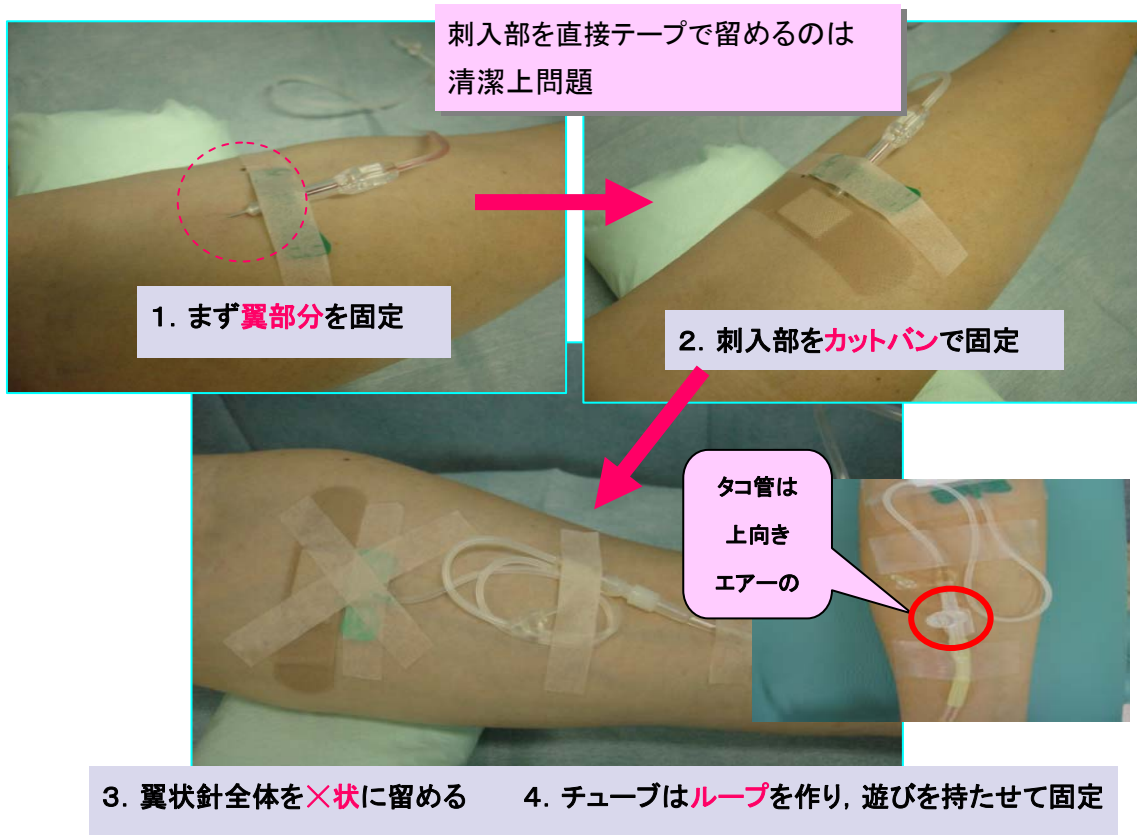 刺入部を直接テープで留めるのは
清潔上問題
1. まず翼部分を固定
2. 刺入部をカットバンで固定
タコ管は
上向き
エアーの
3. 翼状針全体を×状に留める
4. チューブはループを作り,遊びを持たせて固定